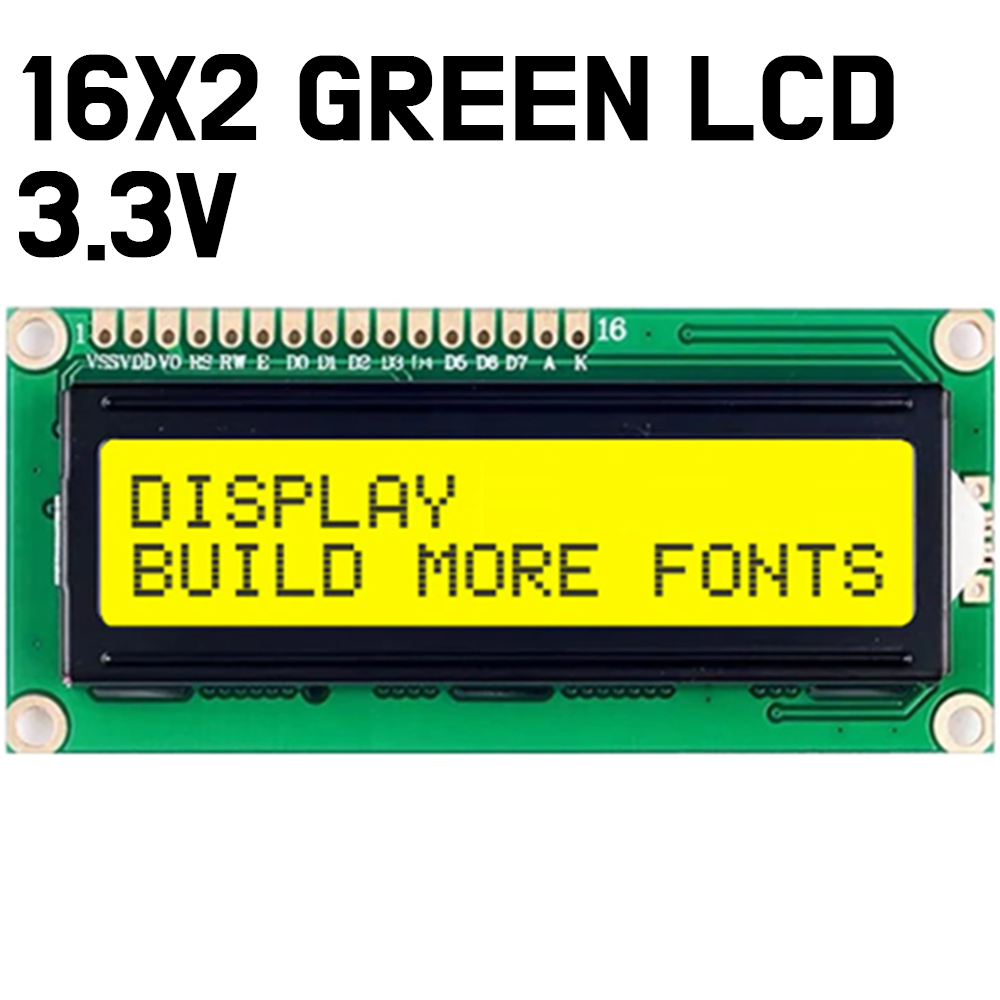 16X2 GREEN LCD
3.3V
1 16
VSS VDD VO RS RW E D0 D1 D2 D3 D4 D5 D6 D7 A K
DISPLAY
BUILD MORE FONTS